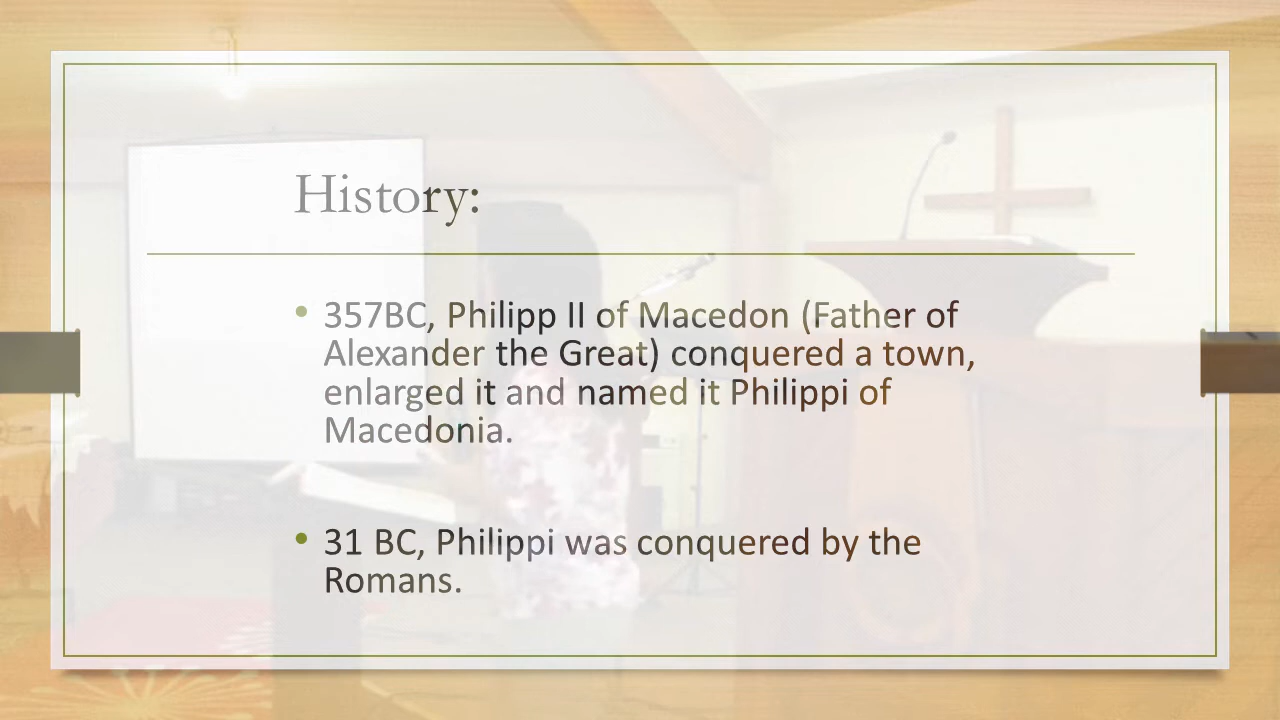 History:
• 357BC, Philipp II of Macedon (Father of
Alexander the Great) conquered a town,
enlarged it and named it Philippi of
Macedonia.
• 31 BC, Philippi was conquered by the
Romans.